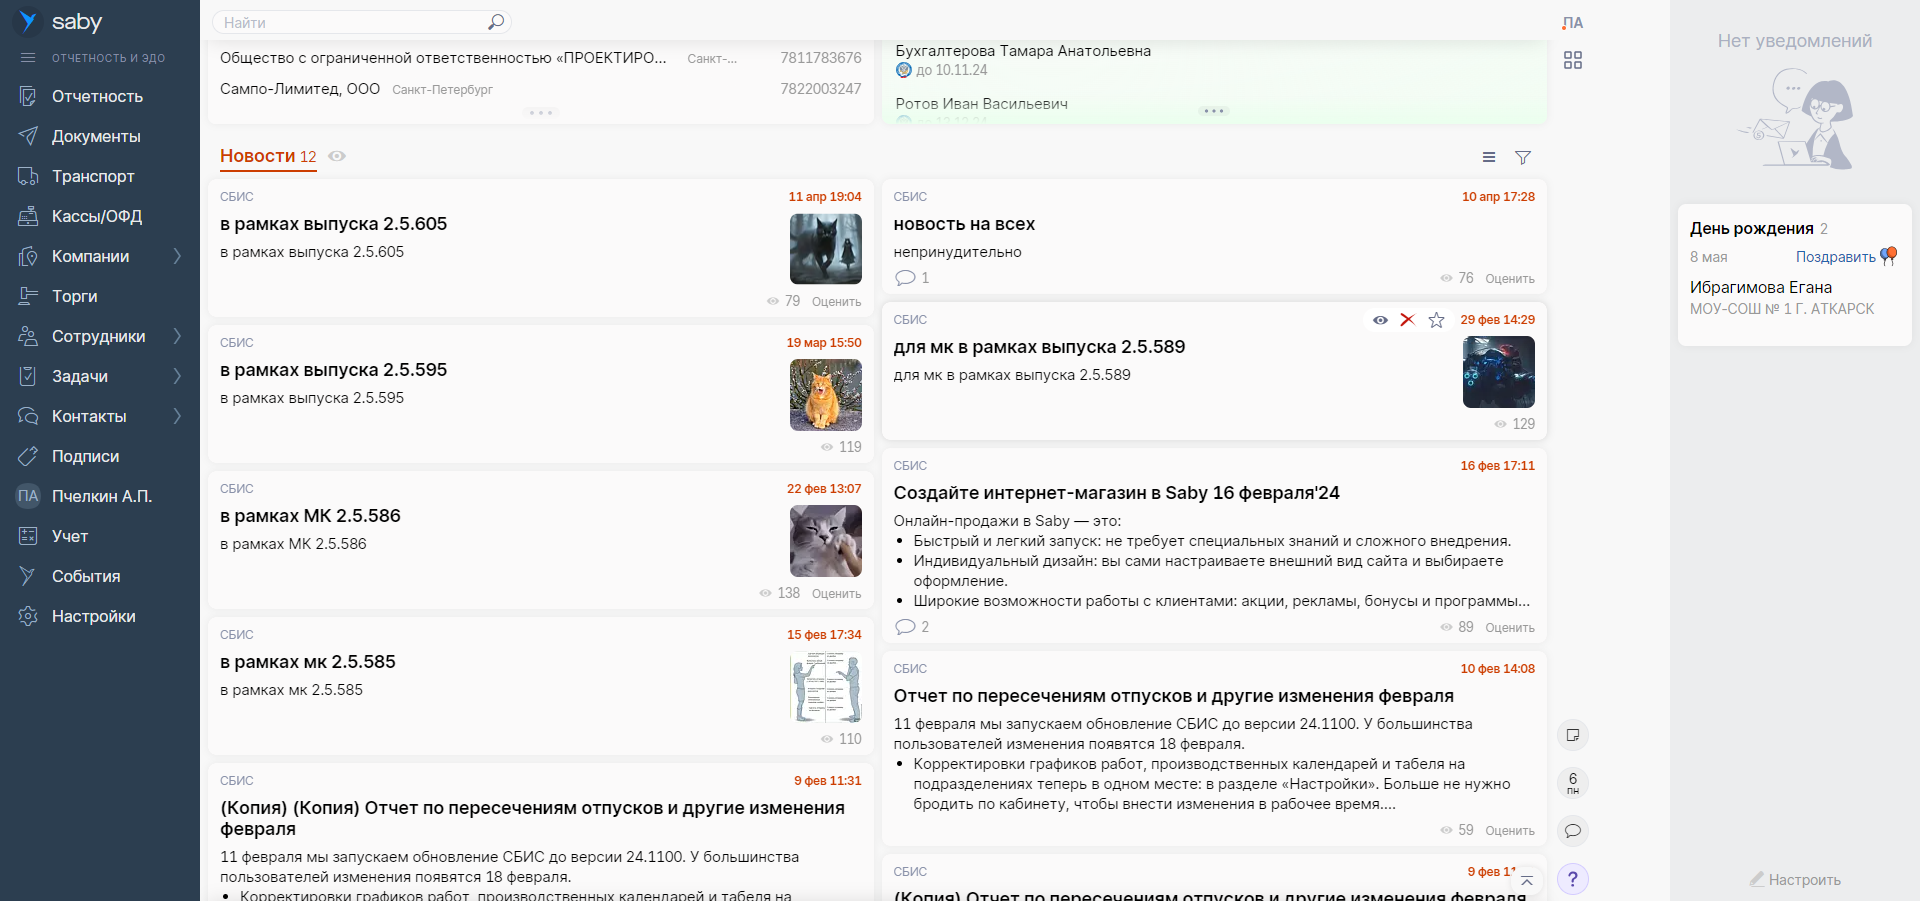 saby
ОТЧЕТНОСТЬ И ЭДО
Отчетность
Документы
Транспорт
Кассы/ОФД
Компании
Торги
Сотрудники
Задачи
Контакты
Подписи
ПА Пчелкин А.П.
Учет
События
Настройки
Найти
Общество с ограниченной ответственностью «ПРОЕКТИРО... Санкт-... 7811783676
Сампо-Лимитед, ООО Санкт-Петербург 7822003247
Бухгалтерова Тамара Анатольевна
до 10.11.24
Ротов Иван Васильевич
Новости 12
СБИС 11 апр 19:04
в рамках выпуска 2.5.605
в рамках выпуска 2.5.605
79 Оценить
СБИС 19 мар 15:50
в рамках выпуска 2.5.595
в рамках выпуска 2.5.595
119
СБИС 22 фев 13:07
в рамках МК 2.5.586
в рамках МК 2.5.586
138 Оценить
СБИС 15 фев 17:34
в рамках мк 2.5.585
в рамках мк 2.5.585
110
СБИС 9 фев 11:31
(Копия) (Копия) Отчет по пересечениям отпусков и другие изменения
февраля
11 февраля мы запускаем обновление СБИС до версии 24.1100. У большинства
пользователей изменения появятся 18 февраля.
• Корректировки графиков работ, производственных календарей и табеля на
СБИС 10 апр 17:28
новость на всех
непринудительно
1 76 Оценить
СБИС 29 фев 14:29
для мк в рамках выпуска 2.5.589
для мк в рамках выпуска 2.5.589
129
СБИС 16 фев 17:11
Создайте интернет-магазин в Saby 16 февраля'24
Онлайн-продажи в Saby — это:
• Быстрый и легкий запуск: не требует специальных знаний и сложного внедрения.
• Индивидуальный дизайн: вы сами настраиваете внешний вид сайта и выбираете
оформление.
• Широкие возможности работы с клиентами: акции, рекламы, бонусы и программы...
2 89 Оценить
СБИС 10 фев 14:08
Отчет по пересечениям отпусков и другие изменения февраля
11 февраля мы запускаем обновление СБИС до версии 24.1100. У большинства
пользователей изменения появятся 18 февраля.
• Корректировки графиков работ, производственных календарей и табеля на
подразделениях теперь в одном месте: в разделе «Настройки». Больше не нужно
бродить по кабинету, чтобы внести изменения в рабочее время....
59 Оценить
СБИС 9 фев
(Копия) Отчет по пересечениям отпусков и другие изменения февраля
ПА
6
пн
?
Нет уведомлений
День рождения 2
8 мая Поздравить
Ибрагимова Егана
МОУ-СОШ № 1 Г. АТКАРСК
Настроить